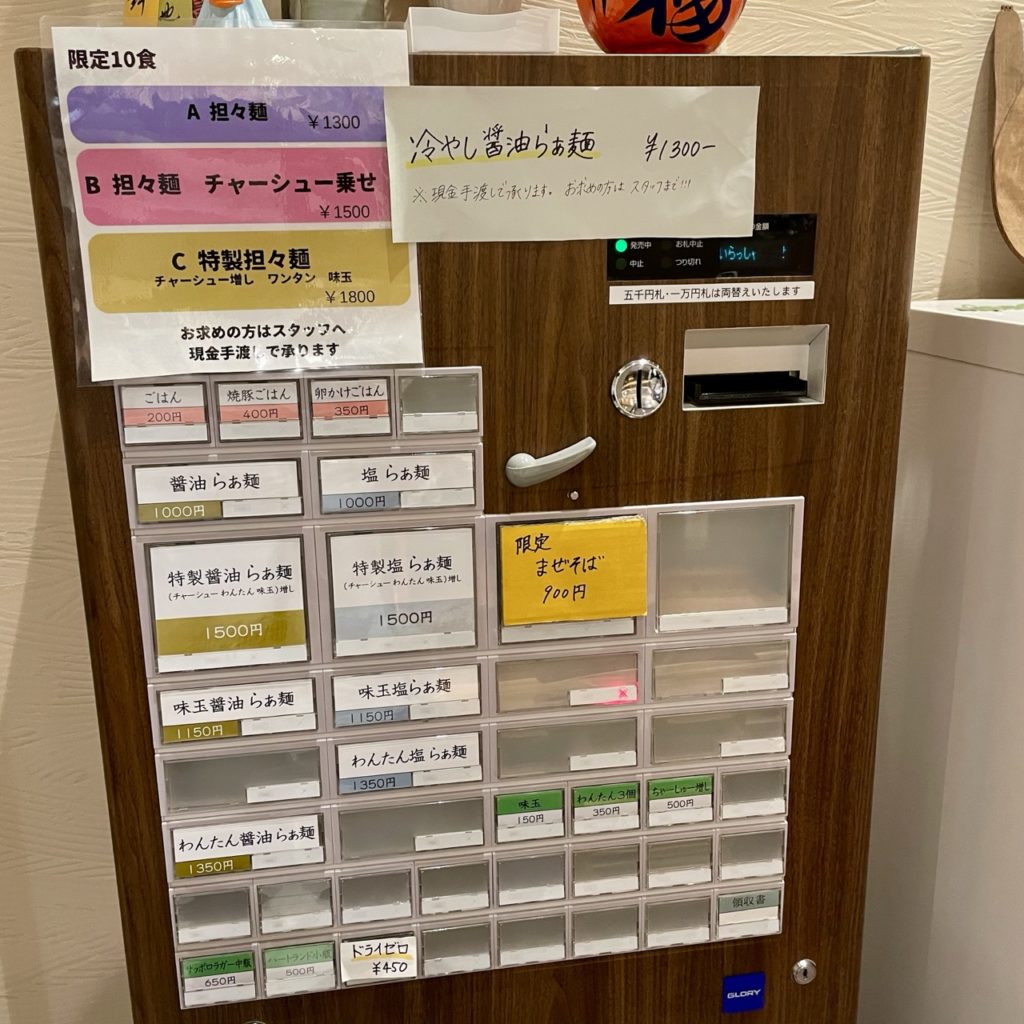 福
限定10食
A 担々麺 ¥1300
B 担々麺 チャーシュー乗せ
¥1500
C 特製担々麺
チャーシュー増し ワンタン 味玉
¥1800
お求めの方はスタッフへ
現金手渡しで承ります
冷やし醤油らぁ麺 ¥1300-
※現金手渡しで承ります。お求めの方は スタッフまで!!!
金額
発売中 お札中止
中止 つり切れ
いらっしゃ !
五千円札・一万円札は両替えいたします
ごはん
200円
焼豚ごはん
400円
卵かけごはん
350円
醤油らぁ麺
1000円
塩らぁ麺
1000円
特製醤油らぁ麺
(チャーシューわんたん味玉)増し
1500円
特製塩らぁ麺
(チャーシューわんたん味玉)増し
1500円
限定
まぜそば
900円
味玉醤油らぁ麺
1150円
味玉塩らぁ麺
1150円
わんたん塩らぁ麺
1350円
わんたん醤油らぁ麺
1350円
味玉
150円
わんたん3個
350円
ちゃーしゅー増し
500円
領収書
サッポロラガー中瓶
650円
ハートランド小瓶
500円
ドライゼロ
¥450
GLORY